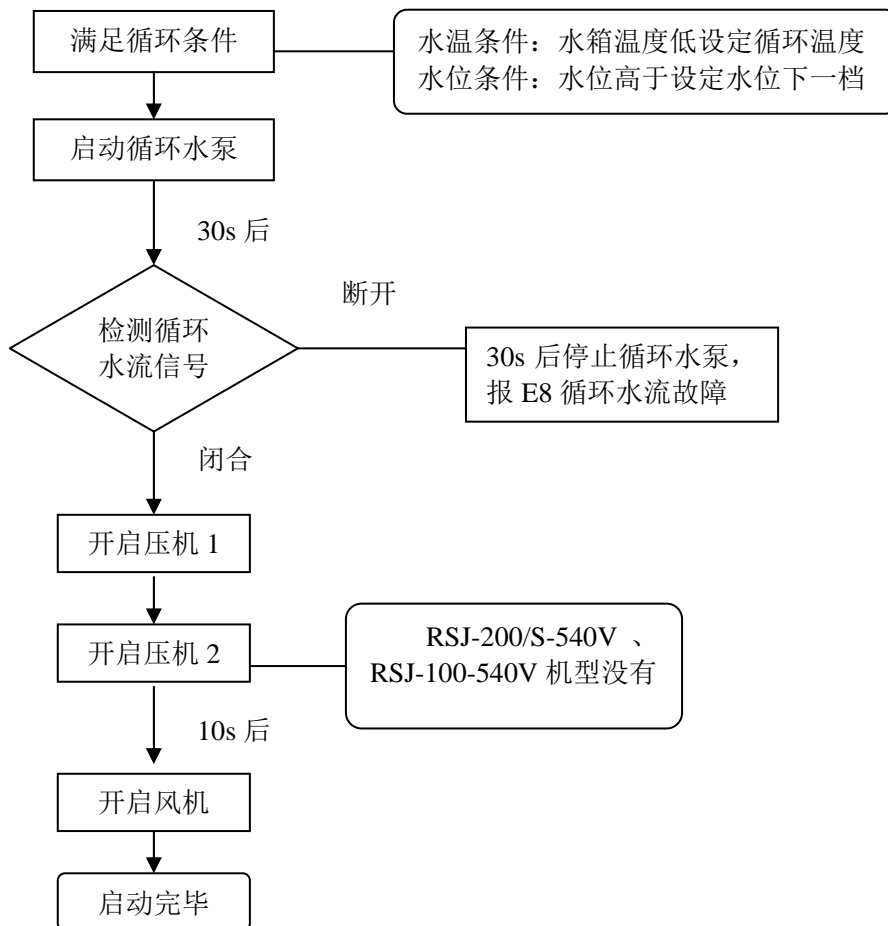 满足循环条件
水温条件：水箱温度低设定循环温度
水位条件：水位高于设定水位下一档
启动循环水泵
30s 后
断开
检测循环
水流信号
30s 后停止循环水泵，
报 E8 循环水流故障
闭合
开启压机 1
开启压机 2
RSJ-200/S-540V 、
RSJ-100-540V 机型没有
10s 后
开启风机
启动完毕